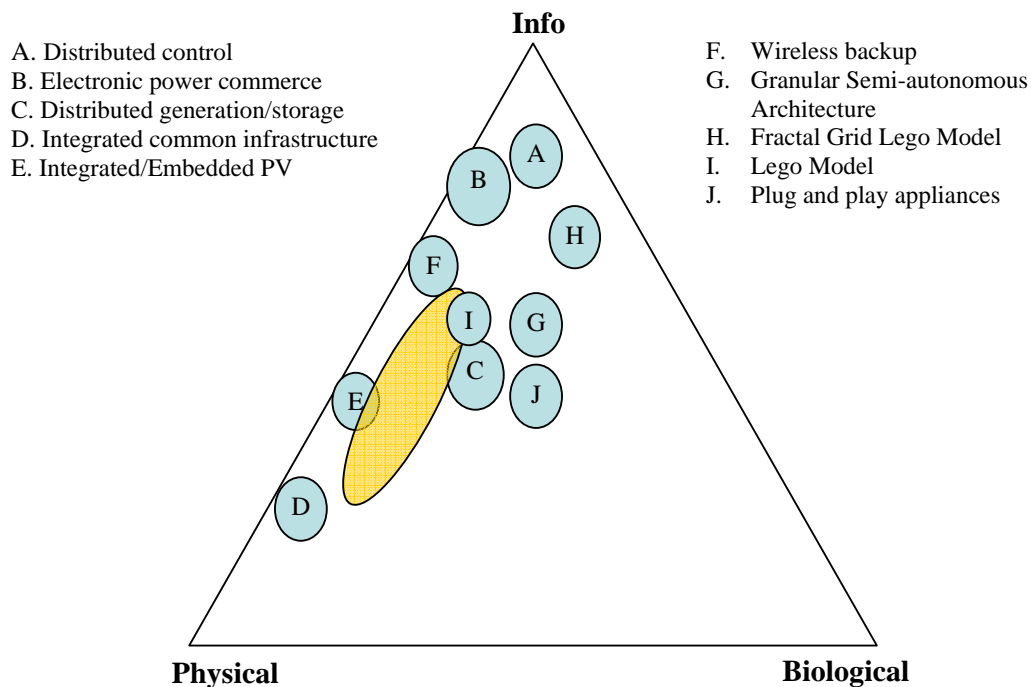 Info
A. Distributed control
B. Electronic power commerce
C. Distributed generation/storage
D. Integrated common infrastructure
E. Integrated/Embedded PV
F. Wireless backup
G. Granular Semi-autonomous
Architecture
H. Fractal Grid Lego Model
I. Lego Model
J. Plug and play appliances
A
B
H
F
I
G
C
J
E
D
Physical
Biological